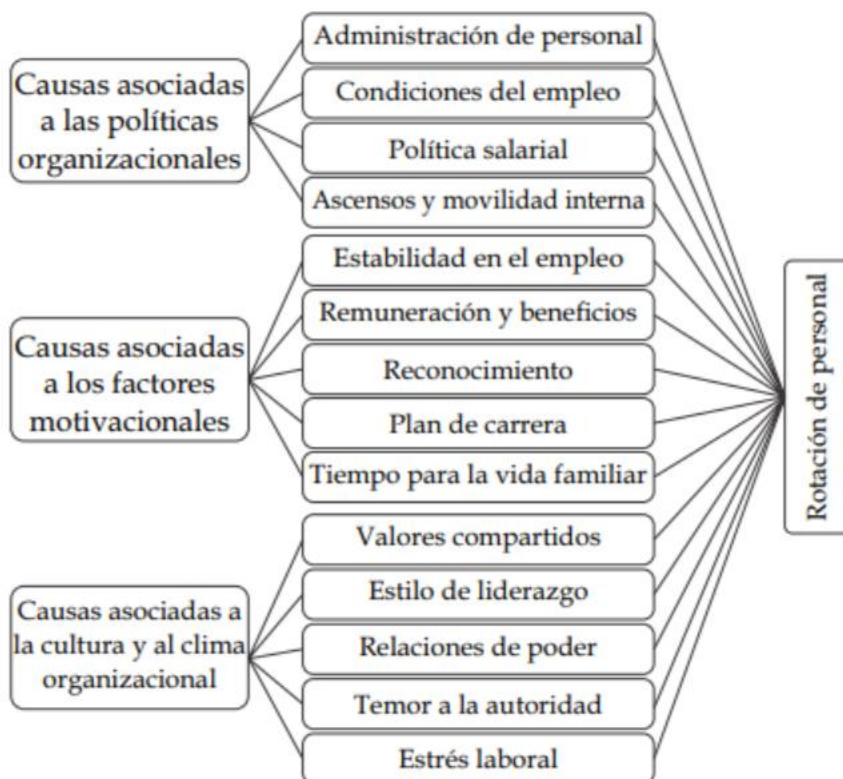 Causas asociadas
a las políticas
organizacionales
Administración de personal
Condiciones del empleo
Política salarial
Ascensos y movilidad interna
Causas asociadas
a los factores
motivacionales
Estabilidad en el empleo
Remuneración y beneficios
Reconocimiento
Plan de carrera
Tiempo para la vida familiar
Causas asociadas a
la cultura y al clima
organizacional
Valores compartidos
Estilo de liderazgo
Relaciones de poder
Temor a la autoridad
Estrés laboral
Rotación de personal